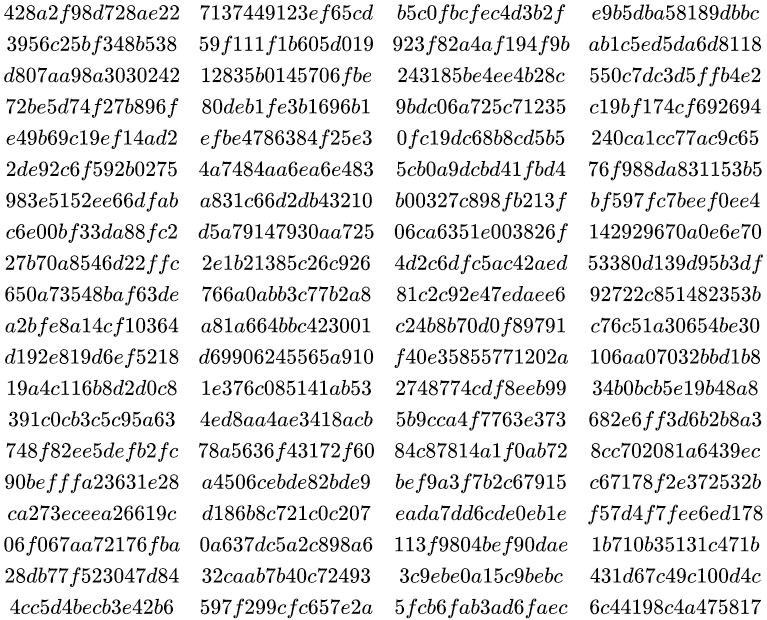 428a2f98d728ae22 7137449123ef65cd b5c0fbcfec4d3b2f e9b5dba58189dbbc
3956c25bf348b538 59f111f1b605d019 923f82a4af194f9b ab1c5ed5da6d8118
d807aa98a3030242 12835b0145706fbe 243185be4ee4b28c 550c7dc3d5ffb4e2
72be5d74f27b896f 80deb1fe3b1696b1 9bdc06a725c71235 c19bf174cf692694
e49b69c19ef14ad2 efbe4786384f25e3 0fc19dc68b8cd5b5 240ca1cc77ac9c65
2de92c6f592b0275 4a7484aa6ea6e483 5cb0a9dcbd41fbd4 76f988da831153b5
983e5152ee66dfab a831c66d2db43210 b00327c898fb213f bf597fc7beef0ee4
c6e00bf33da88fc2 d5a79147930aa725 06ca6351e003826f 142929670a0e6e70
27b70a8546d22ffc 2e1b21385c26c926 4d2c6dfc5ac42aed 53380d139d95b3df
650a73548baf63de 766a0abb3c77b2a8 81c2c92e47edaee6 92722c851482353b
a2bfe8a14cf10364 a81a664bbc423001 c24b8b70d0f89791 c76c51a30654be30
d192e819d6ef5218 d69906245565a910 f40e35855771202a 106aa07032bbd1b8
19a4c116b8d2d0c8 1e376c085141ab53 2748774cdf8eeb99 34b0bcb5e19b48a8
391c0cb3c5c95a63 4ed8aa4ae3418acb 5b9cca4f7763e373 682e6ff3d6b2b8a3
748f82ee5defb2fc 78a5636f43172f60 84c87814a1f0ab72 8cc702081a6439ec
90befffa23631e28 a4506cebde82bde9 bef9a3f7b2c67915 c67178f2e372532b
ca273eceea26619c d186b8c721c0c207 eada7dd6cde0eb1e f57d4f7fee6ed178
06f067aa72176fba 0a637dc5a2c898a6 113f9804bef90dae 1b710b35131c471b
28db77f523047d84 32caab7b40c72493 3c9ebe0a15c9bebc 431d67c49c100d4c
4cc5d4becb3e42b6 597f299cfc657e2a 5fcb6fab3ad6faec 6c44198c4a475817